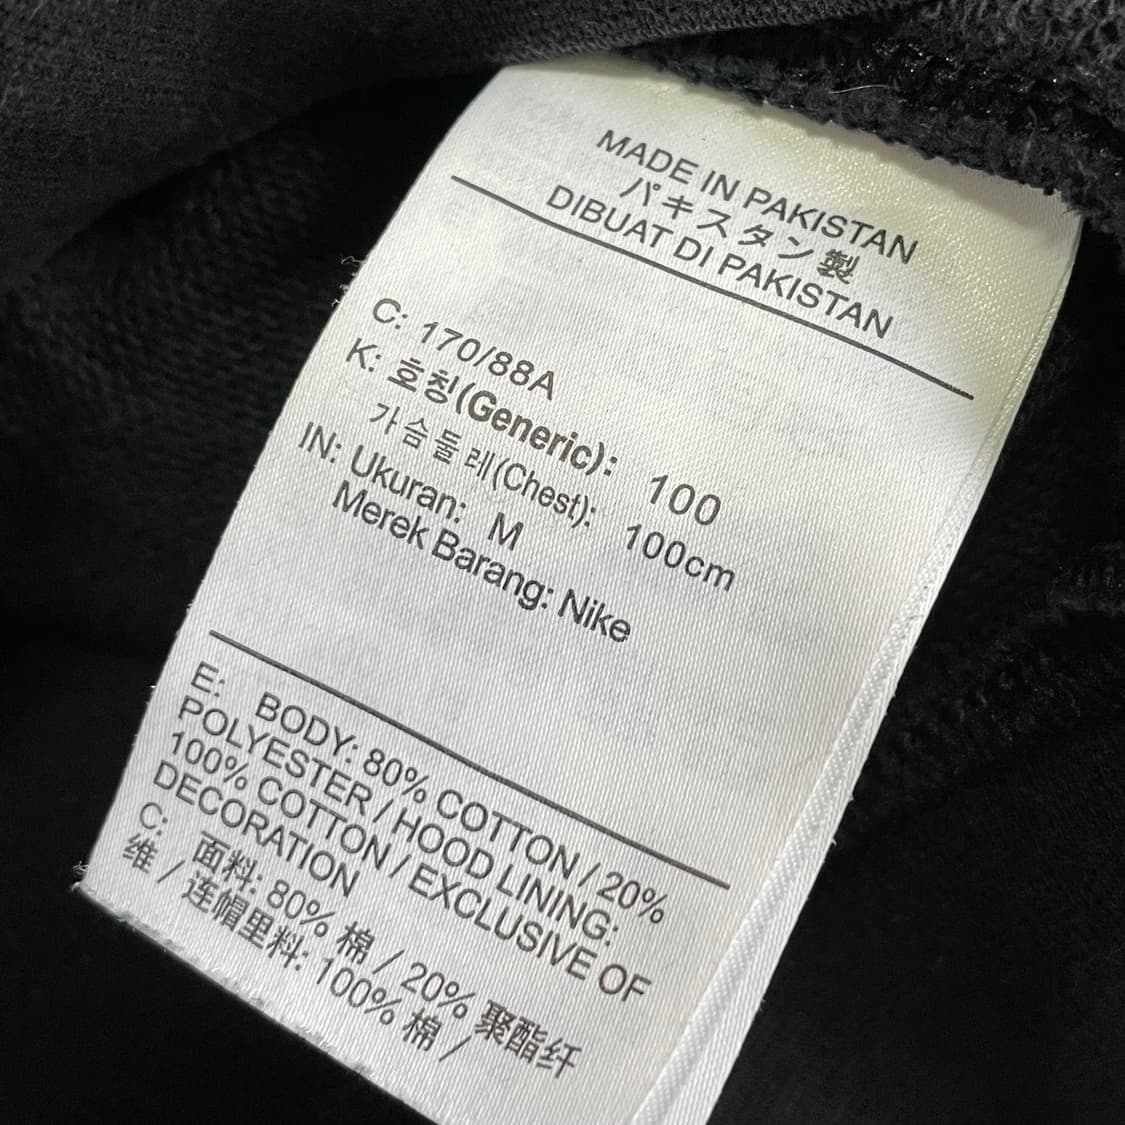 MADE IN PAKISTAN
パキスタン製
DIBUAT DI PAKISTAN
C: 170/88A
K: 호칭(Generic): 100
가슴둘레(Chest): 100cm
IN: Ukuran: M
Merek Barang: Nike
E: BODY: 80% COTTON / 20%
POLYESTER / HOOD LINING:
100% COTTON / EXCLUSIVE OF
DECORATION
C: 面料: 80% 棉 / 20% 聚酯纤
维 / 连帽里料: 100% 棉 /